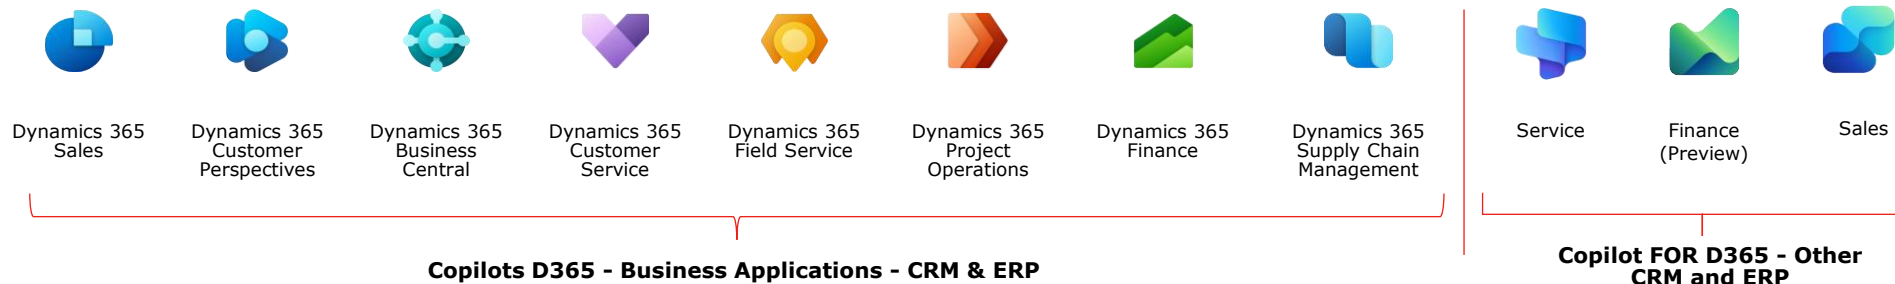 Dynamics 365
Sales
Dynamics 365
Customer
Perspectives
Dynamics 365
Business
Central
Dynamics 365
Customer
Service
Dynamics 365
Field Service
Dynamics 365
Project
Operations
Dynamics 365
Finance
Dynamics 365
Supply Chain
Management
Service
Finance
(Preview)
Sales
Copilots D365 - Business Applications - CRM & ERP
Copilot FOR D365 - Other
CRM and ERP